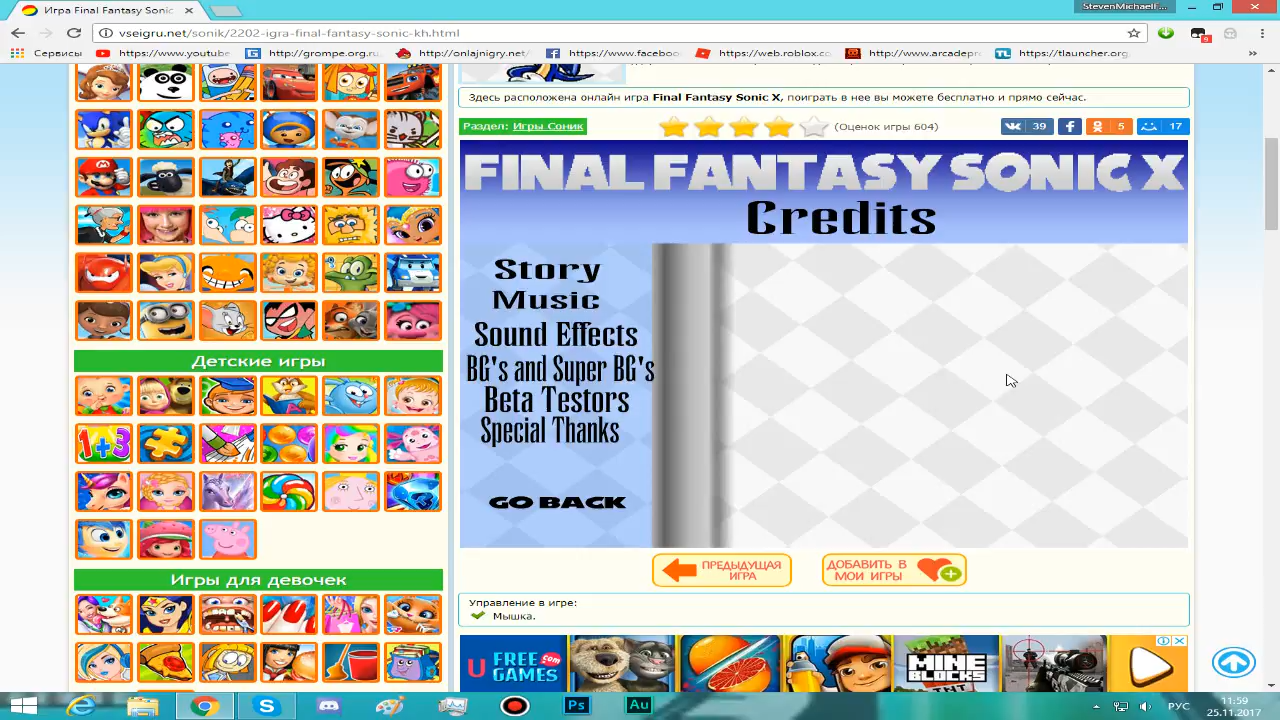 Игра Final Fantasy Sonic
StevenMichaelF...
vseigru.net/sonik/2202-igra-final-fantasy-sonic-kh.html
Сервисы
https://www.youtube
http://grompe.org.ru
http://onlajnigry.net/
https://www.faceboo
https://web.roblox.c
http://www.arcadepr
https://tlauncher.org
Здесь расположена онлайн игра Final Fantasy Sonic X, поиграть в нее вы можете бесплатно и прямо сейчас.
Раздел: Игры Соник
(Оценок игры 604)
39
5
17
FINAL FANTASY SONIC X
Credits
Story
Music
Sound Effects
BG's and Super BG's
Beta Testors
Special Thanks
GO BACK
1+3
Детские игры
Игры для девочек
ПРЕДЫДУЩАЯ ИГРА
ДОБАВИТЬ В МОИ ИГРЫ
Управление в игре:
Мышка.
U FREE.com GAMES
MINE BLOCKS
РУС
11:59
25.11.2017